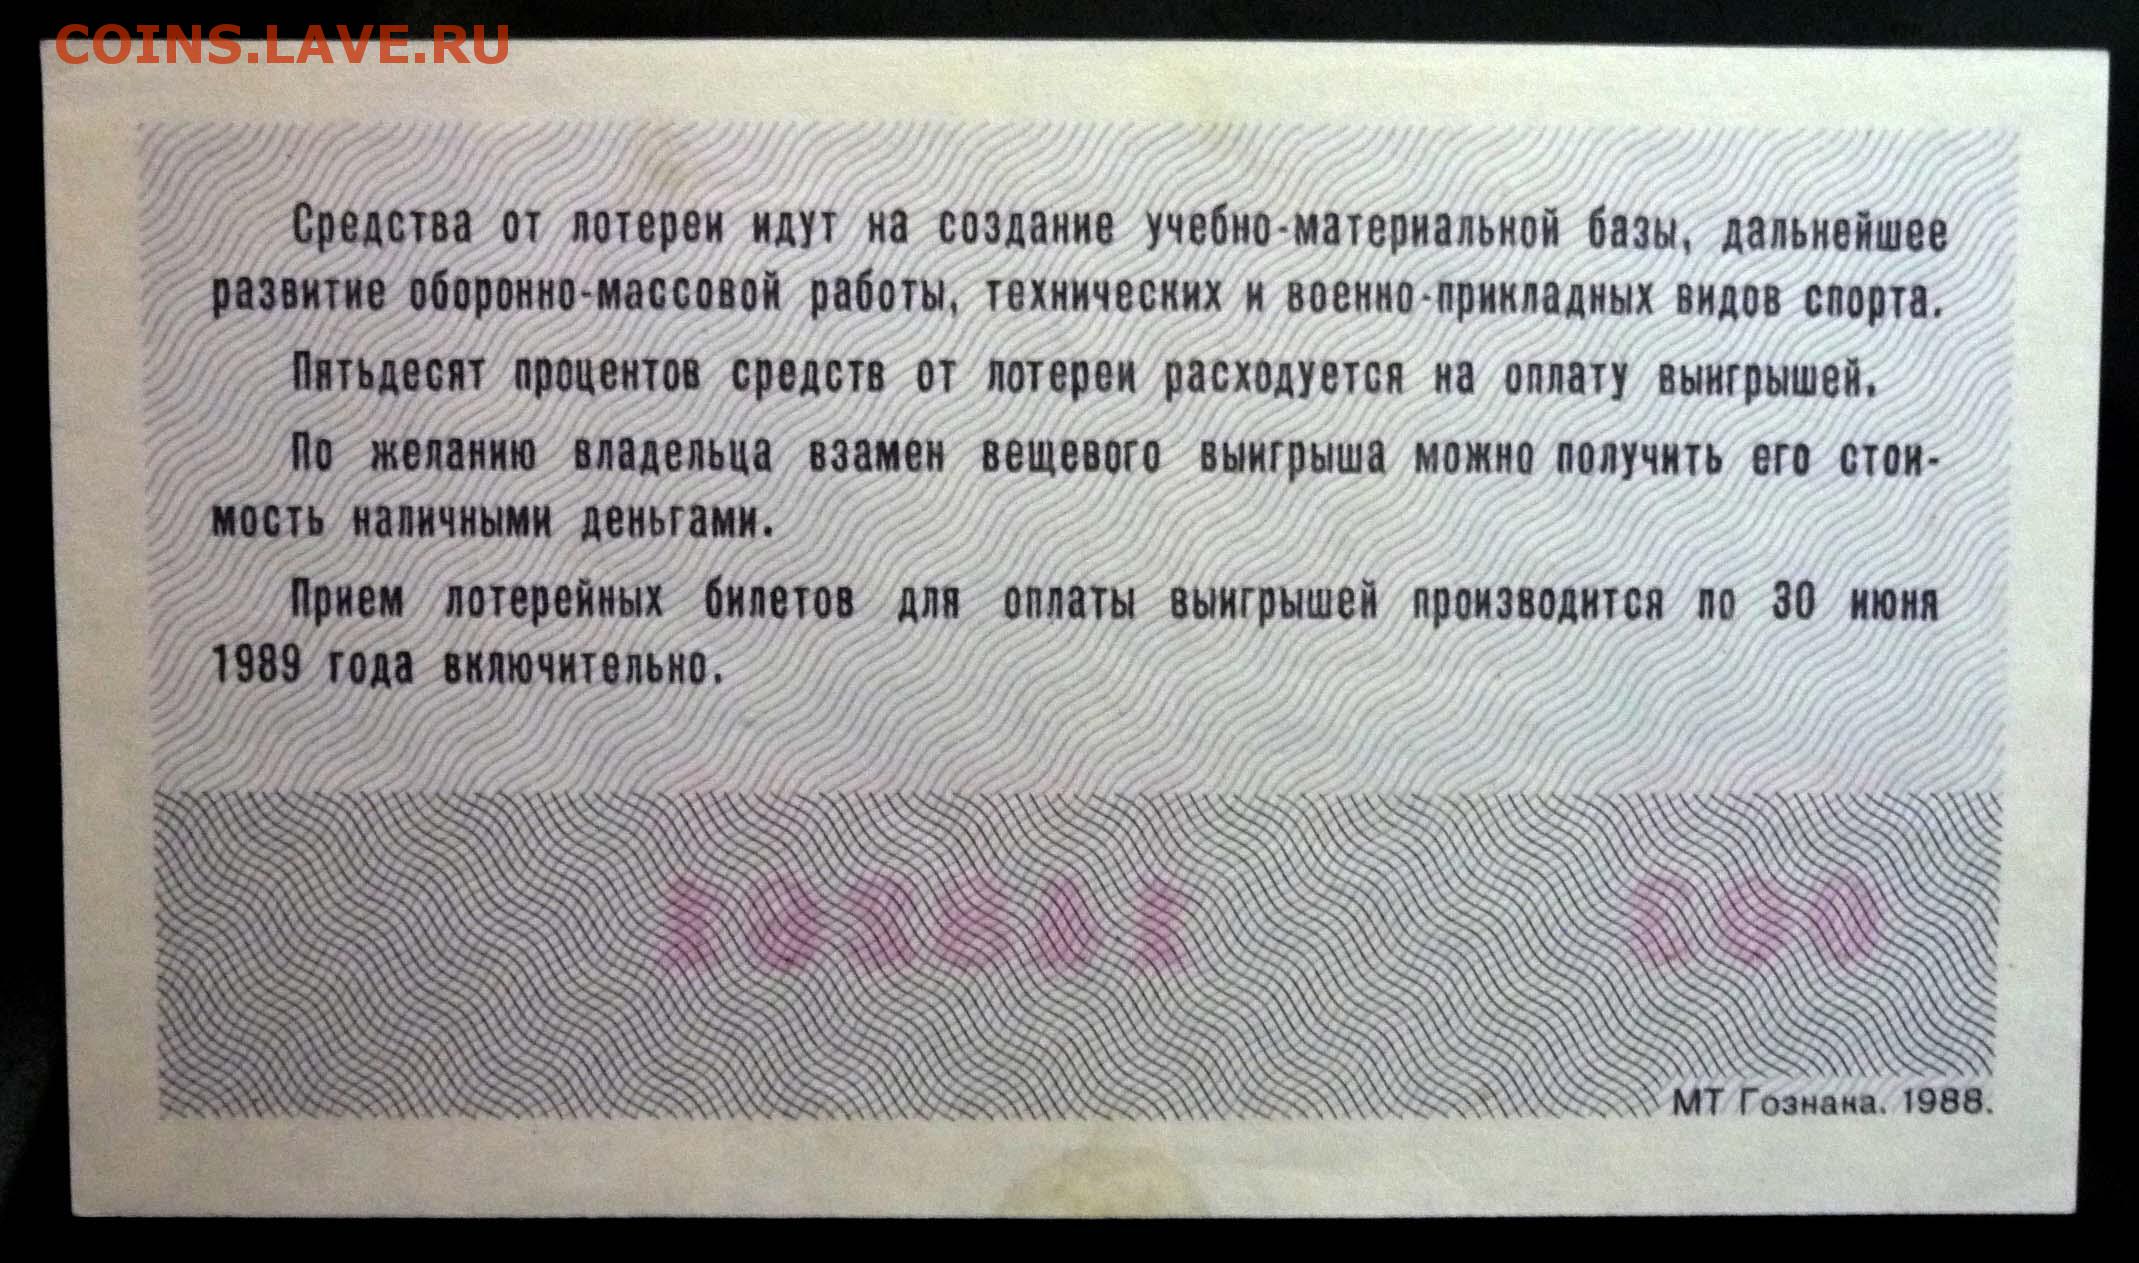 COINS.LAVE.RU
Средства от лотереи идут на создание учебно-материальной базы, дальнейшее
развитие оборонно-массовой работы, технических и военно-прикладных видов спорта.
Пятьдесят процентов средств от лотереи расходуется на оплату выигрышей.
По желанию владельца взамен вещевого выигрыша можно получить его стои-
мость наличными деньгами.
Прием лотерейных билетов для оплаты выигрышей производится по 30 июня
1989 года включительно.
МТ Гознака. 1988.